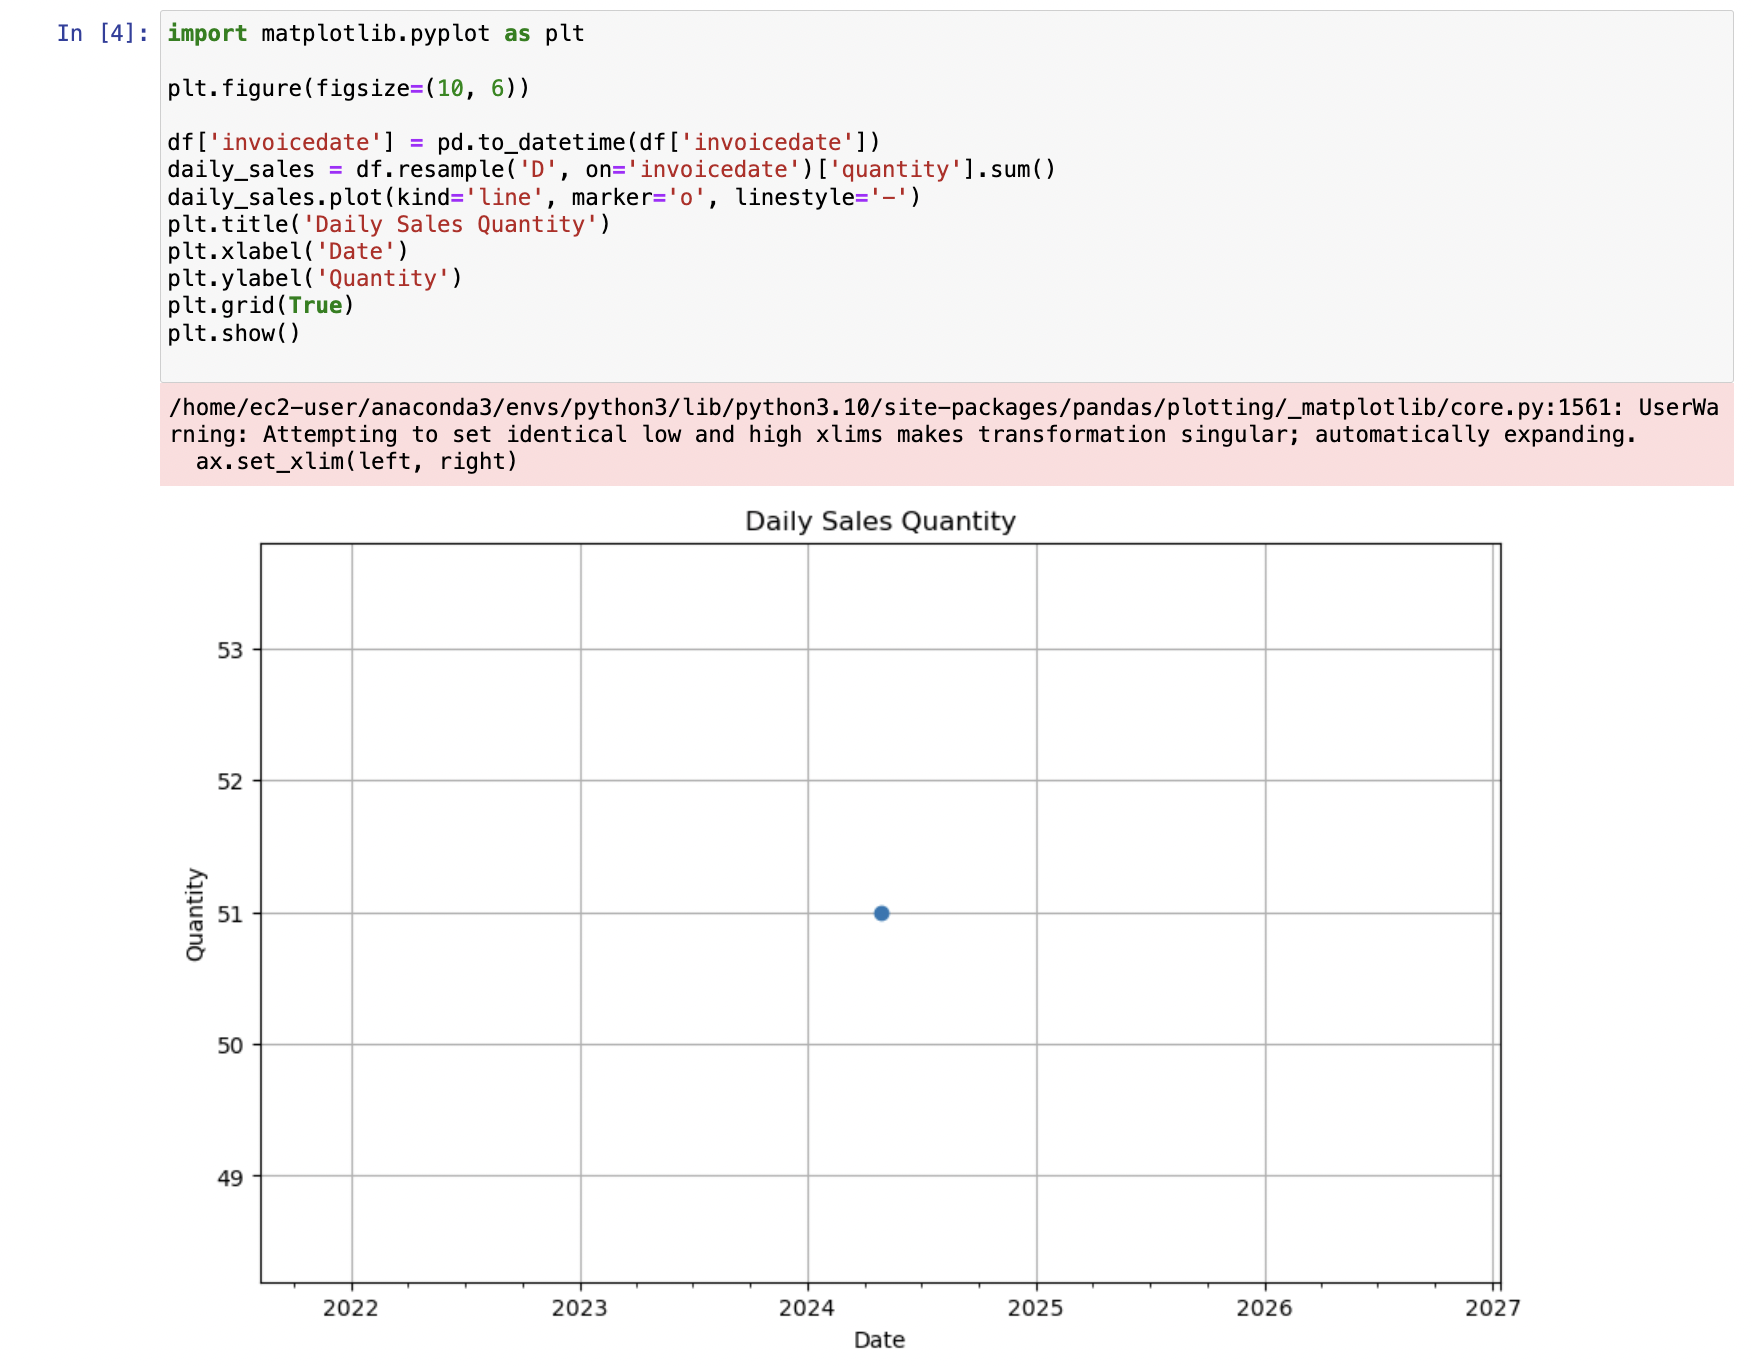 In [4]:
import matplotlib.pyplot as plt
plt.figure(figsize=(10, 6))
df['invoicedate'] = pd.to_datetime(df['invoicedate'])
daily_sales = df.resample('D', on='invoicedate')['quantity'].sum()
daily_sales.plot(kind='line', marker='o', linestyle='-')
plt.title('Daily Sales Quantity')
plt.xlabel('Date')
plt.ylabel('Quantity')
plt.grid(True)
plt.show()
/home/ec2-user/anaconda3/envs/python3/lib/python3.10/site-packages/pandas/plotting/_matplotlib/core.py:1561: UserWa
rning: Attempting to set identical low and high xlims makes transformation singular; automatically expanding.
ax.set_xlim(left, right)
Daily Sales Quantity
53
52
51
50
49
Quantity
2022 2023 2024 2025 2026 2027
Date